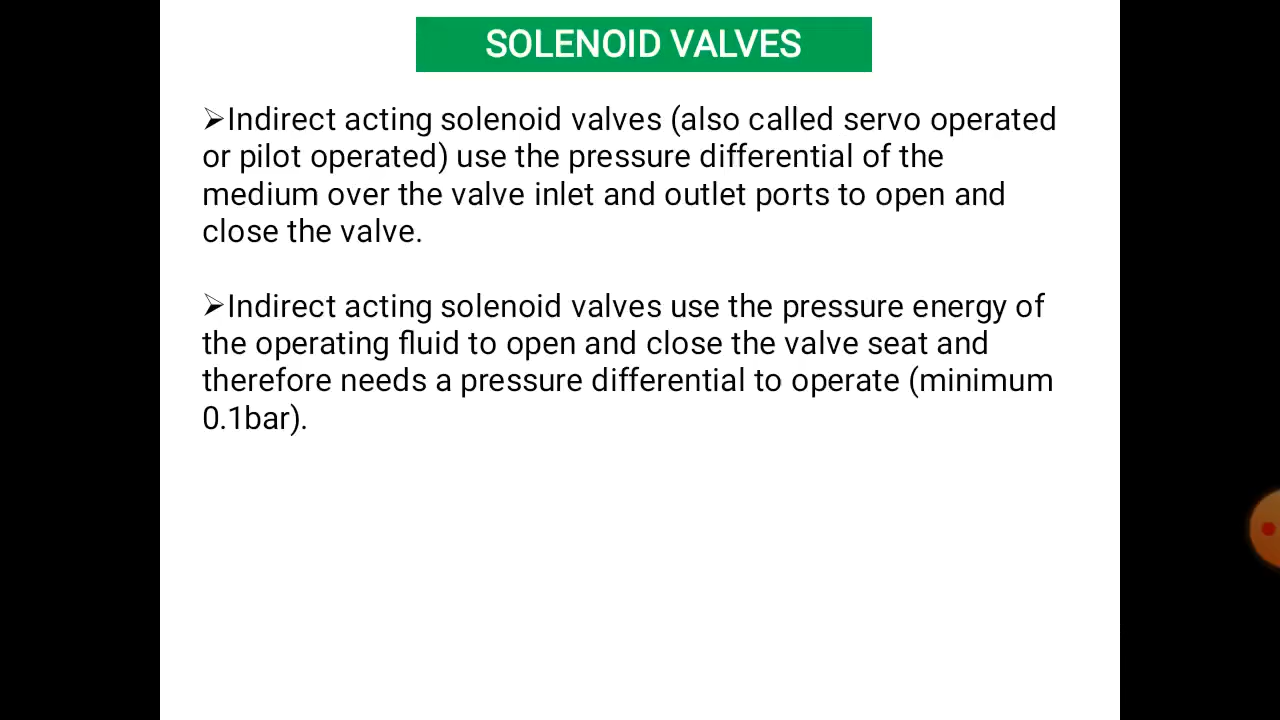 SOLENOID VALVES
➢Indirect acting solenoid valves (also called servo operated
or pilot operated) use the pressure differential of the
medium over the valve inlet and outlet ports to open and
close the valve.
➢Indirect acting solenoid valves use the pressure energy of
the operating fluid to open and close the valve seat and
therefore needs a pressure differential to operate (minimum
0.1bar).